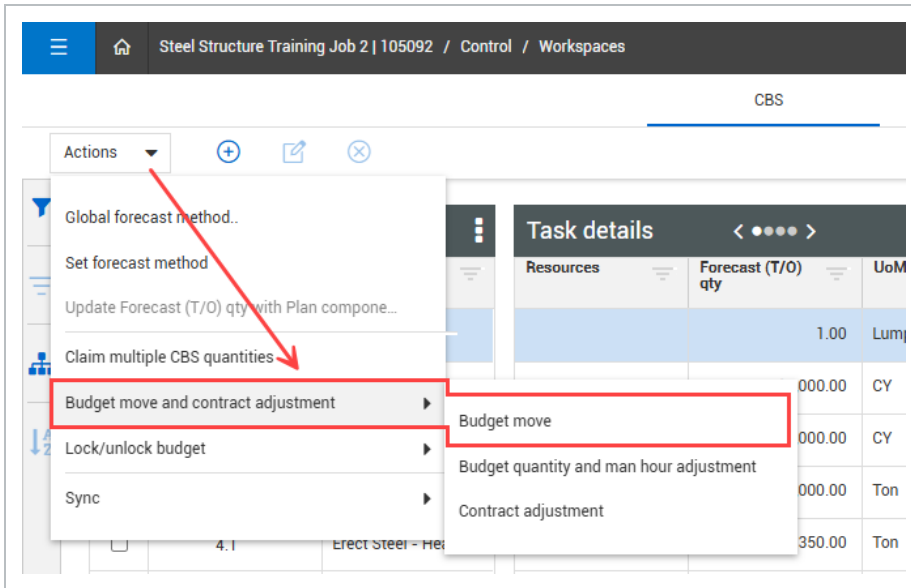 Steel Structure Training Job 2 | 105092 / Control / Workspaces
CBS
Actions
Global forecast method..
Set forecast method
Update Forecast (T/O) qty with Plan compone...
Claim multiple CBS quantities
Budget move and contract adjustment
Lock/unlock budget
Sync
Budget move
Budget quantity and man hour adjustment
Contract adjustment
Task details
Resources
Forecast (T/O)
qty
UoM
1.00
000.00 CY
000.00 CY
000.00 Ton
4.1 Erect Steel - 350.00 Ton